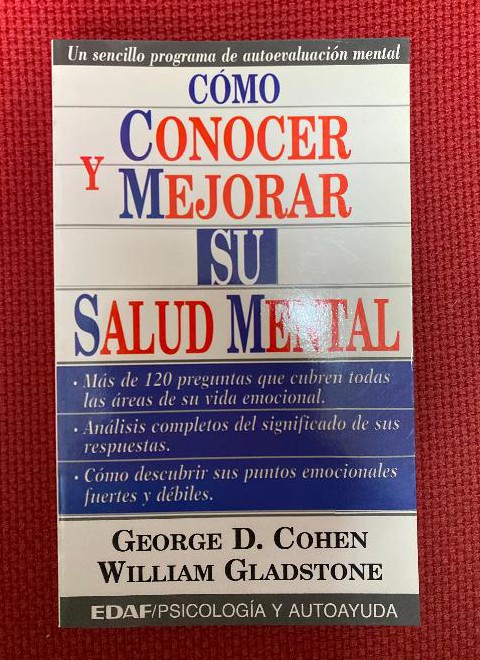 Un sencillo programa de autoevaluación mental
CÓMO
CONOCER
Y MEJORAR
SU
SALUD MENTAL
• Más de 120 preguntas que cubren todas
las áreas de su vida emocional.
• Análisis completos del significado de sus
respuestas.
• Cómo descubrir sus puntos emocionales
fuertes y débiles.
GEORGE D. COHEN
WILLIAM GLADSTONE
EDAF/PSICOLOGÍA Y AUTOAYUDA